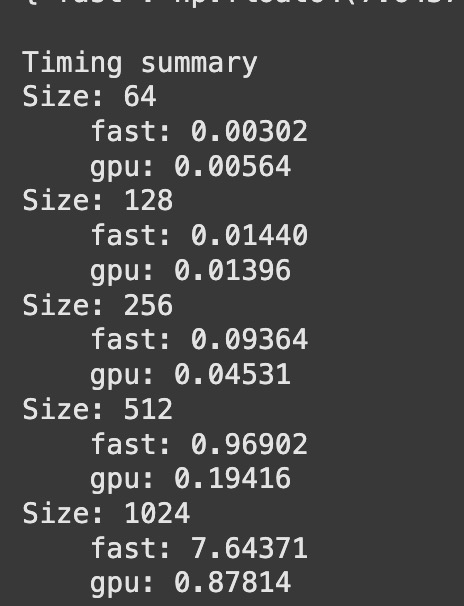 Timing summary
Size: 64
fast: 0.00302
gpu: 0.00564
Size: 128
fast: 0.01440
gpu: 0.01396
Size: 256
fast: 0.09364
gpu: 0.04531
Size: 512
fast: 0.96902
gpu: 0.19416
Size: 1024
fast: 7.64371
gpu: 0.87814